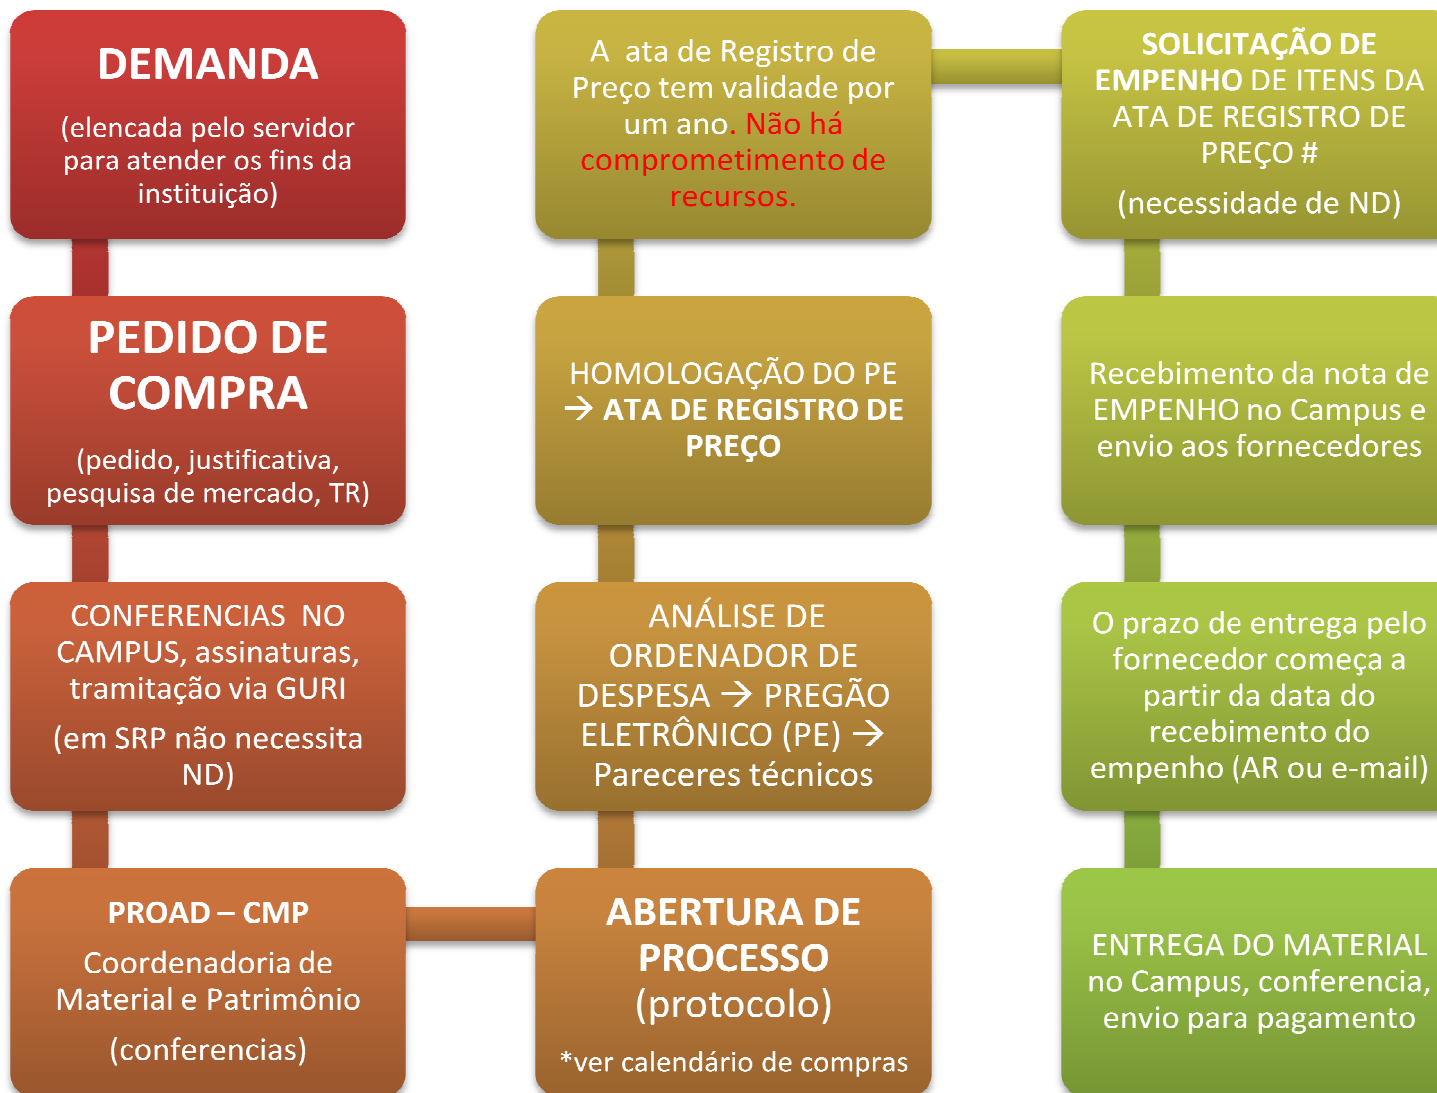 DEMANDA
(elencada pelo servidor
para atender os fins da
instituição)
PEDIDO DE
COMPRA
(pedido, justificativa,
pesquisa de mercado, TR)
CONFERENCIAS NO
CAMPUS, assinaturas,
tramitação via GURI
(em SRP não necessita
ND)
PROAD – CMP
Coordenadoria de
Material e Patrimônio
(conferencias)
ABERTURA DE
PROCESSO
(protocolo)
*ver calendário de compras
ANÁLISE DE
ORDENADOR DE
DESPESA → PREGÃO
ELETRÔNICO (PE) →
Pareceres técnicos
HOMOLOGAÇÃO DO PE
→ ATA DE REGISTRO DE
PREÇO
A ata de Registro de
Preço tem validade por
um ano. Não há
comprometimento de
recursos.
SOLICITAÇÃO DE
EMPENHO DE ITENS DA
ATA DE REGISTRO DE
PREÇO #
(necessidade de ND)
Recebimento da nota de
EMPENHO no Campus e
envio aos fornecedores
O prazo de entrega pelo
fornecedor começa a
partir da data do
recebimento do
empenho (AR ou e-mail)
ENTREGA DO MATERIAL
no Campus, conferencia,
envio para pagamento